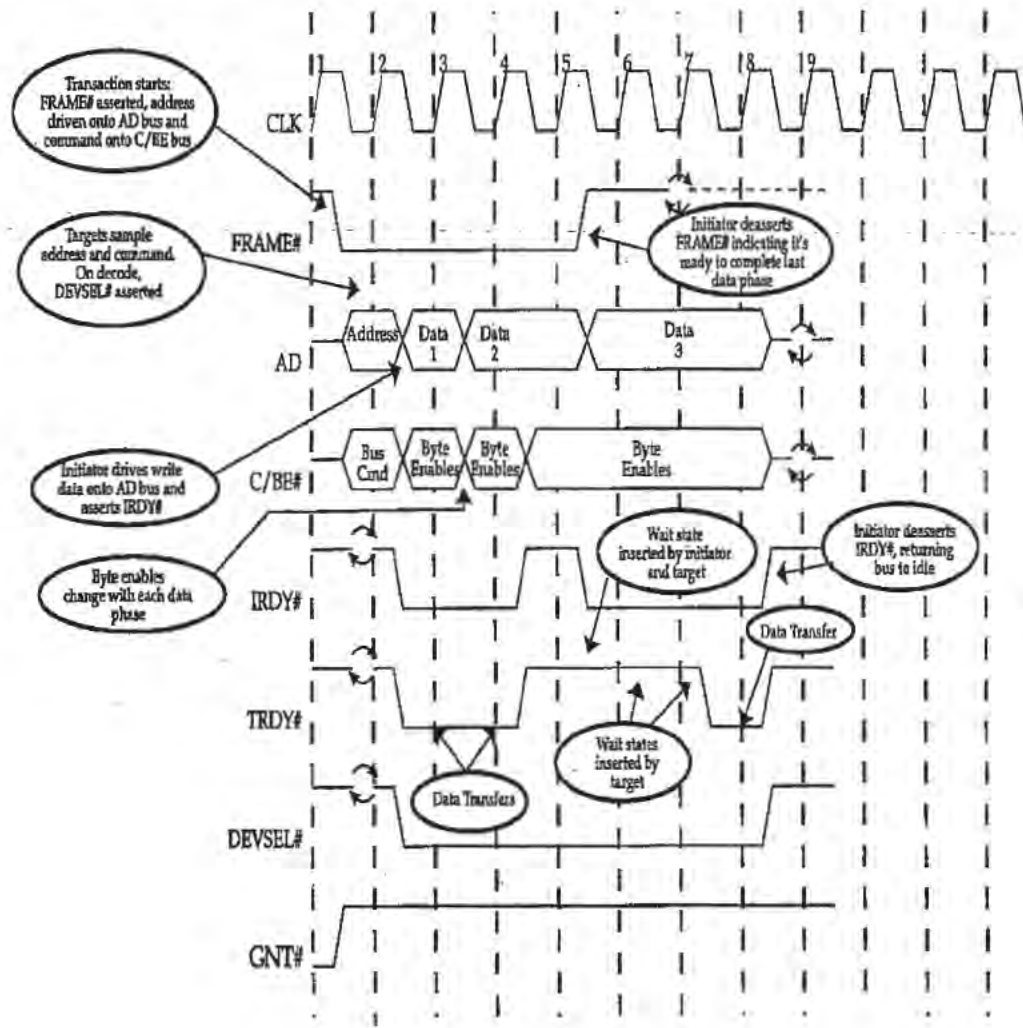 1 2 3 4 5 6 7 8 9
CLK
Transaction starts:
FRAME# asserted, address
driven onto AD bus and
command onto C/BE bus
FRAME#
Targets sample
address and command.
On decode,
DEVSEL# asserted
Initiator deasserts
FRAME# indicating it's
ready to complete last
data phase
AD
Address
Data
1
Data
2
Data
3
C/BE#
Bus
Cmd
Byte
Enables
Byte
Enables
Byte
Enables
Initiator drives write
data onto AD bus and
asserts IRDY#
Byte enables
change with each data
phase
Wait state
inserted by initiator
and target
Initiator deasserts
IRDY#, returning
bus to idle
IRDY#
Data Transfer
TRDY#
Wait states
inserted by
target
Data Transfers
DEVSEL#
GNT#